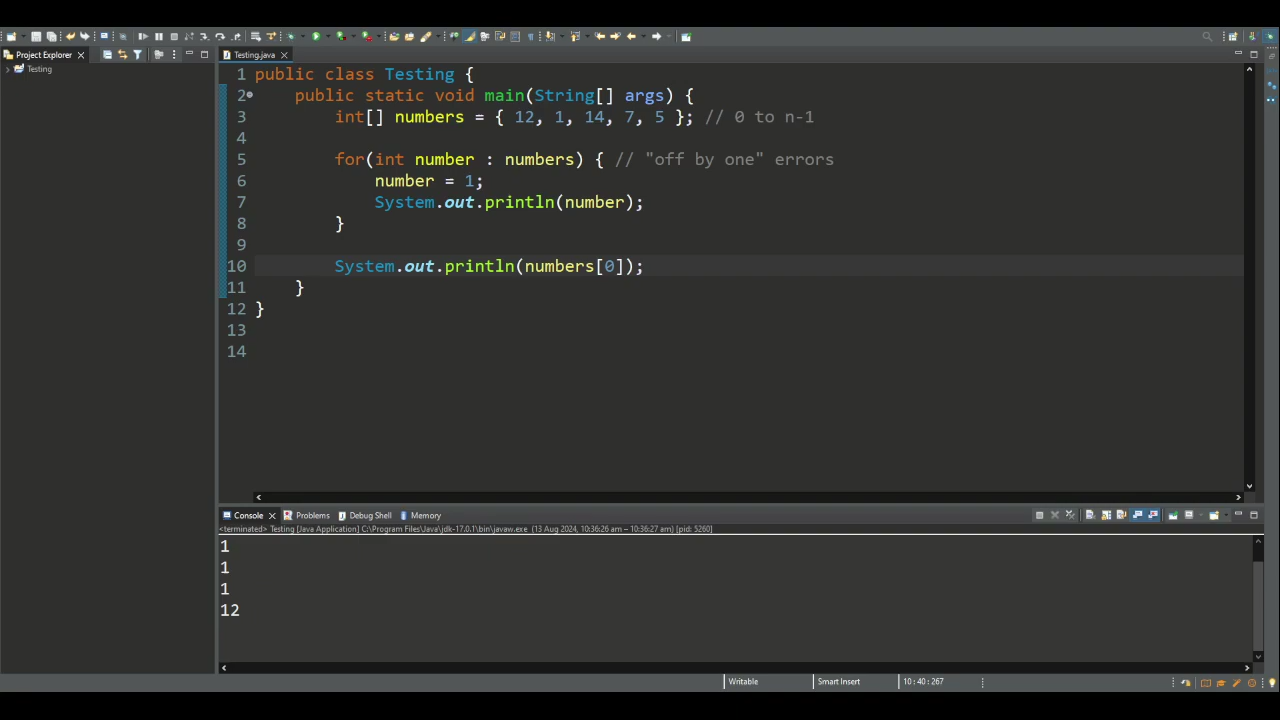 Project Explorer
Testing
Testing.java
1 public class Testing {
2 public static void main(String[] args) {
3 int[] numbers = { 12, 1, 14, 7, 5 }; // 0 to n-1
4
5 for(int number : numbers) { // "off by one" errors
6 number = 1;
7 System.out.println(number);
8 }
9
10 System.out.println(numbers[0]);
11 }
12 }
13
14
Console Problems Debug Shell Memory
<terminated> Testing [Java Application] C:\Program Files\Java\jdk-17.0.1\bin\javaw.exe (13 Aug 2024, 10:36:26 am – 10:36:27 am) [pid: 5260]
1
1
1
12
Writable Smart Insert 10 : 40 : 267